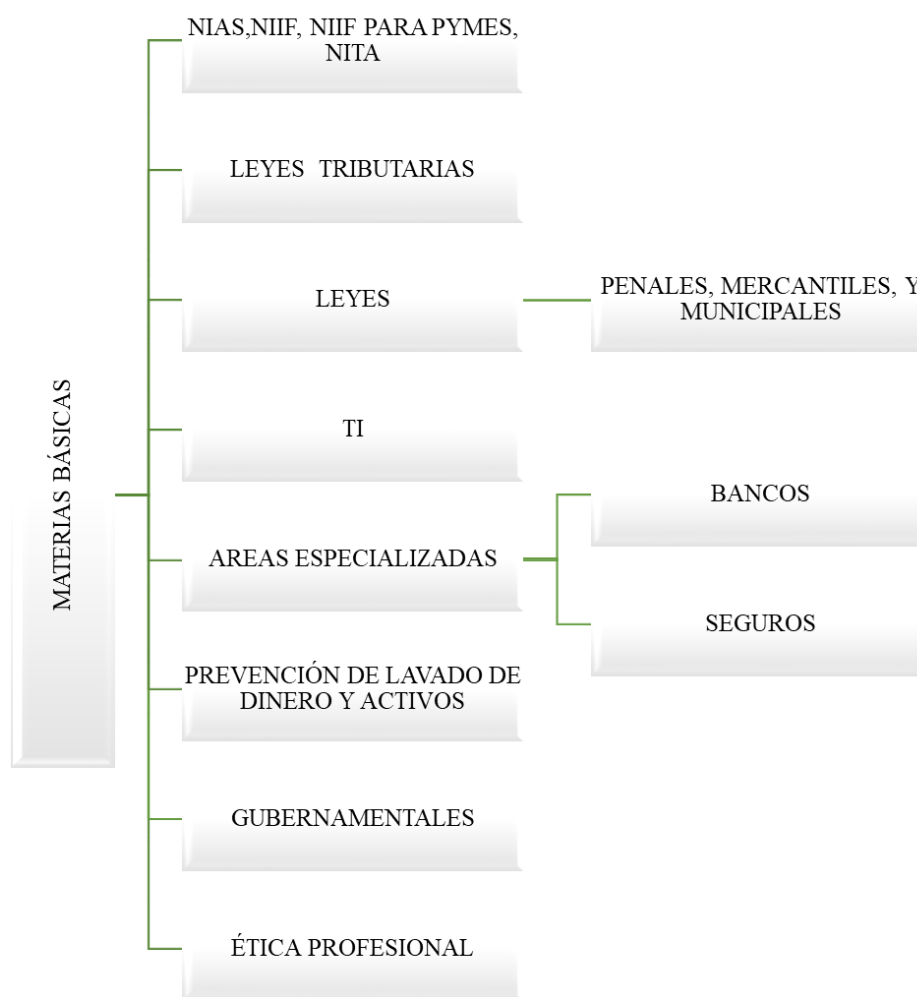 MATERIAS BÁSICAS
NIAS,NIIF, NIIF PARA PYMES,
NITA
LEYES TRIBUTARIAS
LEYES
PENALES, MERCANTILES, Y
MUNICIPALES
TI
AREAS ESPECIALIZADAS
BANCOS
SEGUROS
PREVENCIÓN DE LAVADO DE
DINERO Y ACTIVOS
GUBERNAMENTALES
ÉTICA PROFESIONAL